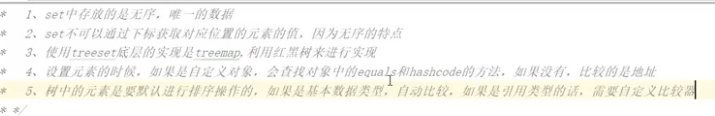 * 1、set中存放的是无序，唯一的数据
* 2、set不可以通过下标获取对应位置的元素的值，因为无序的特点
* 3、使用treeset底层的实现是treemap,利用红黑树来进行实现
* 4、设置元素的时候，如果是自定义对象，会查找对象中的equals和hashcode的方法，如果没有，比较的是地址
* 5、树中的元素是要默认进行排序操作的，如果是基本数据类型，自动比较，如果是引用类型的话，需要自定义比较器
* */